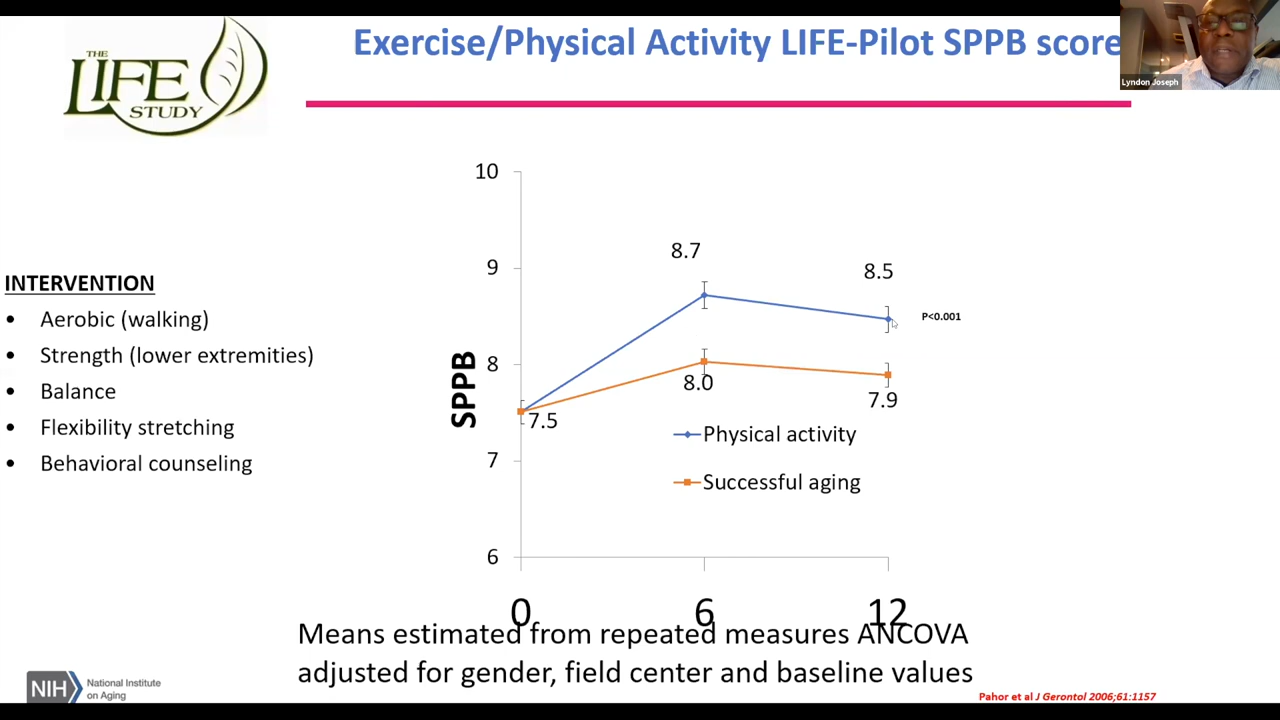 THE
LIFE
STUDY
Exercise/Physical Activity LIFE-Pilot SPPB score
Lyndon Joseph
INTERVENTION
• Aerobic (walking)
• Strength (lower extremities)
• Balance
• Flexibility stretching
• Behavioral counseling
SPPB
10
9
8
7
6
8.7
8.5
P<0.001
8.0
7.9
7.5
Physical activity
Successful aging
0 6 12
Means estimated from repeated measures ANCOVA
adjusted for gender, field center and baseline values
NIH National Institute
on Aging
Pahor et al J Gerontol 2006;61:1157